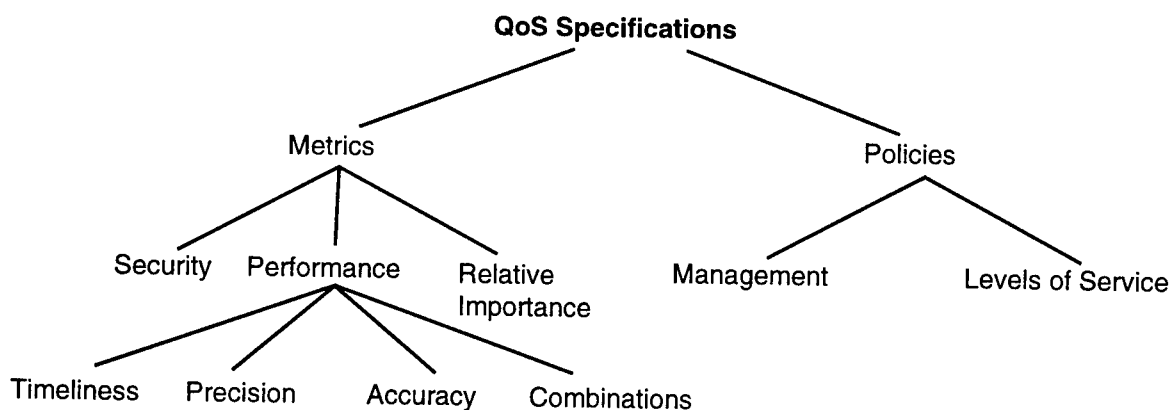 QoS Specifications
Metrics
Policies
Security
Performance
Relative
Importance
Management
Levels of Service
Timeliness
Precision
Accuracy
Combinations